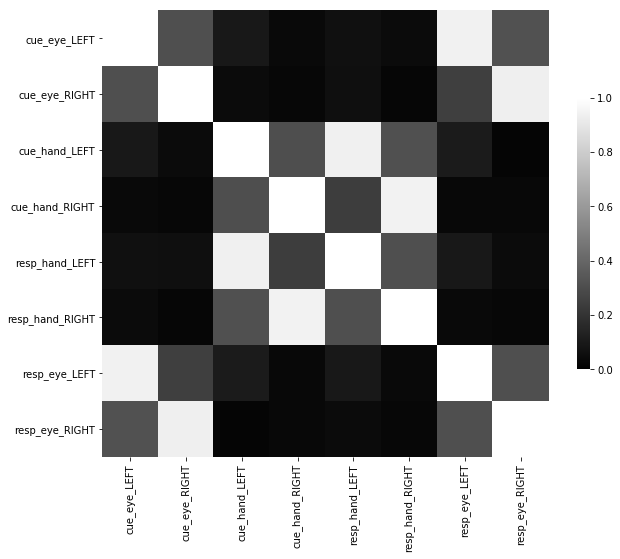 cue_eye_LEFT
cue_eye_RIGHT
cue_hand_LEFT
cue_hand_RIGHT
resp_hand_LEFT
resp_hand_RIGHT
resp_eye_LEFT
resp_eye_RIGHT
1.0
0.8
0.6
0.4
0.2
0.0
cue_eye_LEFT
cue_eye_RIGHT
cue_hand_LEFT
cue_hand_RIGHT
resp_hand_LEFT
resp_hand_RIGHT
resp_eye_LEFT
resp_eye_RIGHT